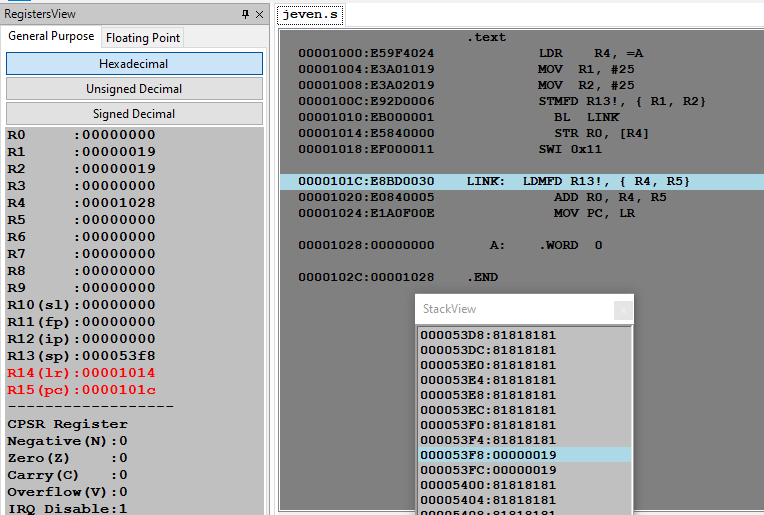 RegistersView
General Purpose
Floating Point
Hexadecimal
Unsigned Decimal
Signed Decimal
R0 :00000000
R1 :00000019
R2 :00000019
R3 :00000000
R4 :00001028
R5 :00000000
R6 :00000000
R7 :00000000
R8 :00000000
R9 :00000000
R10(sl):00000000
R11(fp):00000000
R12(ip):00000000
R13(sp):000053f8
R14(lr):00001014
R15(pc):0000101c
------------------
CPSR Register
Negative(N):0
Zero(Z) :0
Carry(C) :0
Overflow(V):0
IRQ Disable:1
jeven.s
.text
00001000:E59F4024 LDR R4, =A
00001004:E3A01019 MOV R1, #25
00001008:E3A02019 MOV R2, #25
0000100C:E92D0006 STMFD R13!, { R1, R2}
00001010:EB000001 BL LINK
00001014:E5840000 STR R0, [R4]
00001018:EF000011 SWI 0x11
0000101C:E8BD0030 LINK: LDMFD R13!, { R4, R5}
00001020:E0840005 ADD R0, R4, R5
00001024:E1A0F00E MOV PC, LR
00001028:00000000 A: .WORD 0
0000102C:00001028 .END
StackView
000053D8:81818181
000053DC:81818181
000053E0:81818181
000053E4:81818181
000053E8:81818181
000053EC:81818181
000053F0:81818181
000053F4:81818181
000053F8:00000019
000053FC:00000019
00005400:81818181
00005404:81818181
00005408:81818181